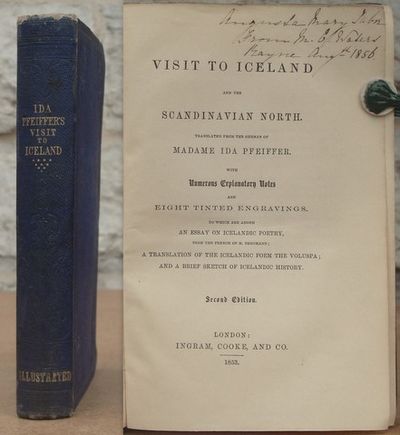 IDA
PFEIFFER'S
VISIT
TO
ICELAND
ILLUSTRATED
Augusta Mary
From M. E. Waters
Augst 1856
VISIT TO ICELAND
AND THE
SCANDINAVIAN NORTH.
TRANSLATED FROM THE GERMAN OF
MADAME IDA PFEIFFER.
WITH
Numerous Explanatory Notes
AND
EIGHT TINTED ENGRAVINGS.
TO WHICH ARE ADDED
AN ESSAY ON ICELANDIC POETRY,
FROM THE FRENCH OF M. BERGMANN;
A TRANSLATION OF THE ICELANDIC POEM THE VOLUSPA;
AND A BRIEF SKETCH OF ICELANDIC HISTORY.
Second Edition.
LONDON:
INGRAM, COOKE, AND CO.
1853.